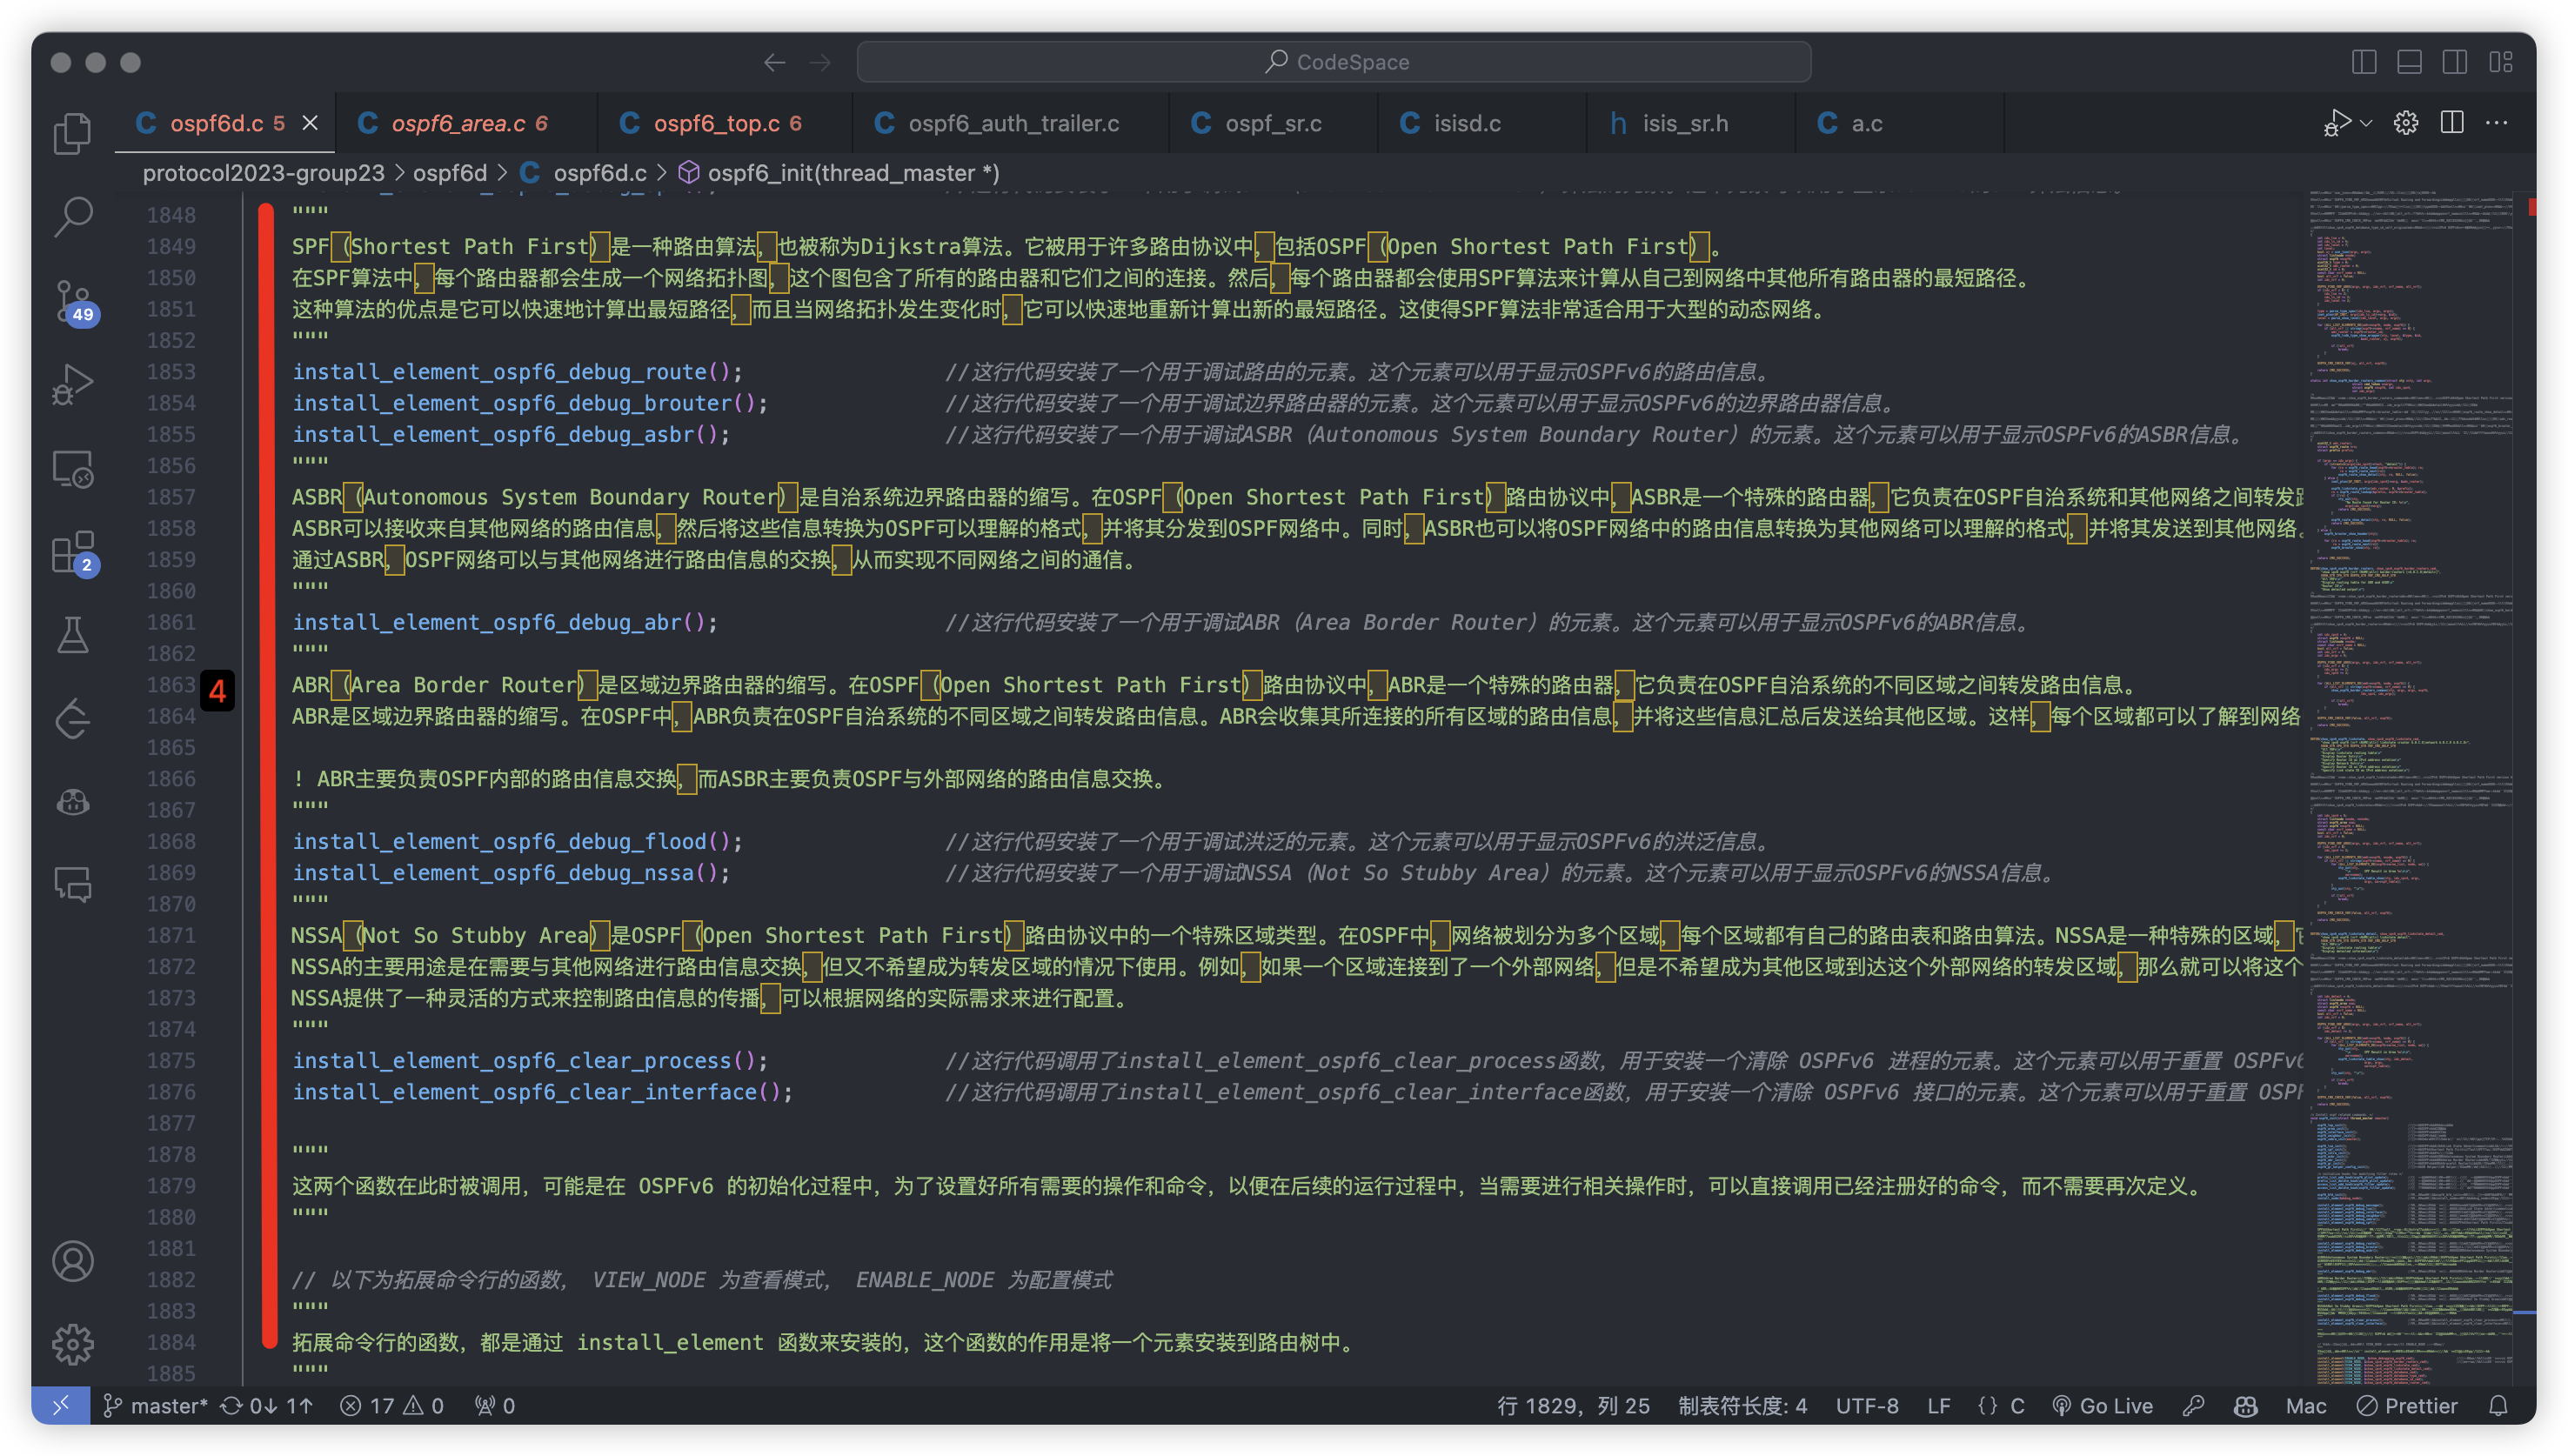 CodeSpace
ospf6d.c 5
ospf6_area.c 6
ospf6_top.c 6
ospf6_auth_trailer.c
ospf_sr.c
isisd.c
isis_sr.h
a.c
protocol2023-group23 > ospf6d > C ospf6d.c > ospf6_init(thread_master *)
1848 """
1849 SPF（Shortest Path First）是一种路由算法，也被称为Dijkstra算法。它被用于许多路由协议中，包括OSPF（Open Shortest Path First）。
1850 在SPF算法中，每个路由器都会生成一个网络拓扑图，这个图包含了所有的路由器和它们之间的连接。然后，每个路由器都会使用SPF算法来计算从自己到网络中其他所有路由器的最短路径。
1851 这种算法的优点是它可以快速地计算出最短路径，而且当网络拓扑发生变化时，它可以快速地重新计算出新的最短路径。这使得SPF算法非常适合用于大型的动态网络。
1852 """
1853 install_element_ospf6_debug_route(); //这行代码安装了一个用于调试路由的元素。这个元素可以用于显示OSPFv6的路由信息。
1854 install_element_ospf6_debug_brouter(); //这行代码安装了一个用于调试边界路由器的元素。这个元素可以用于显示OSPFv6的边界路由器信息。
1855 install_element_ospf6_debug_asbr(); //这行代码安装了一个用于调试ASBR（Autonomous System Boundary Router）的元素。这个元素可以用于显示OSPFv6的ASBR信息。
1856 """
1857 ASBR（Autonomous System Boundary Router）是自治系统边界路由器的缩写。在OSPF（Open Shortest Path First）路由协议中，ASBR是一个特殊的路由器，它负责在OSPF自治系统和其他网络之间转发
1858 ASBR可以接收来自其他网络的路由信息，然后将这些信息转换为OSPF可以理解的格式，并将其分发到OSPF网络中。同时，ASBR也可以将OSPF网络中的路由信息转换为其他网络可以理解的格式，并将其发送到其他网络。
1859 通过ASBR，OSPF网络可以与其他网络进行路由信息的交换，从而实现不同网络之间的通信。
1860 """
1861 install_element_ospf6_debug_abr(); //这行代码安装了一个用于调试ABR（Area Border Router）的元素。这个元素可以用于显示OSPFv6的ABR信息。
1862 """
1863 4 ABR（Area Border Router）是区域边界路由器的缩写。在OSPF（Open Shortest Path First）路由协议中，ABR是一个特殊的路由器，它负责在OSPF自治系统的不同区域之间转发路由信息。
1864 ABR是区域边界路由器的缩写。在OSPF中，ABR负责在OSPF自治系统的不同区域之间转发路由信息。ABR会收集其所连接的所有区域的路由信息，并将这些信息汇总后发送给其他区域。这样，每个区域都可以了解到网络
1865
1866 ! ABR主要负责OSPF内部的路由信息交换，而ASBR主要负责OSPF与外部网络的路由信息交换。
1867 """
1868 install_element_ospf6_debug_flood(); //这行代码安装了一个用于调试洪泛的元素。这个元素可以用于显示OSPFv6的洪泛信息。
1869 install_element_ospf6_debug_nssa(); //这行代码安装了一个用于调试NSSA（Not So Stubby Area）的元素。这个元素可以用于显示OSPFv6的NSSA信息。
1870 """
1871 NSSA（Not So Stubby Area）是OSPF（Open Shortest Path First）路由协议中的一个特殊区域类型。在OSPF中，网络被划分为多个区域，每个区域都有自己的路由表和路由算法。NSSA是一种特殊的区域，
1872 NSSA的主要用途是在需要与其他网络进行路由信息交换，但又不希望成为转发区域的情况下使用。例如，如果一个区域连接到了一个外部网络，但是不希望成为其他区域到达这个外部网络的转发区域，那么就可以将这个
1873 NSSA提供了一种灵活的方式来控制路由信息的传播，可以根据网络的实际需求来进行配置。
1874 """
1875 install_element_ospf6_clear_process(); //这行代码调用了install_element_ospf6_clear_process函数，用于安装一个清除 OSPFv6 进程的元素。这个元素可以用于重置 OSPFv6
1876 install_element_ospf6_clear_interface(); //这行代码调用了install_element_ospf6_clear_interface函数，用于安装一个清除 OSPFv6 接口的元素。这个元素可以用于重置 OSPF
1877
1878 """
1879 这两个函数在此时被调用，可能是在 OSPFv6 的初始化过程中，为了设置好所有需要的操作和命令，以便在后续的运行过程中，当需要进行相关操作时，可以直接调用已经注册好的命令，而不需要再次定义。
1880 """
1881
1882 // 以下为拓展命令行的函数， VIEW_NODE 为查看模式， ENABLE_NODE 为配置模式
1883 """
1884 拓展命令行的函数，都是通过 install_element 函数来安装的，这个函数的作用是将一个元素安装到路由树中。
1885 """
49
2
master* 0↓ 1↑ 17 0 0 行 1829，列 25 制表符长度: 4 UTF-8 LF {} C Go Live Mac Prettier